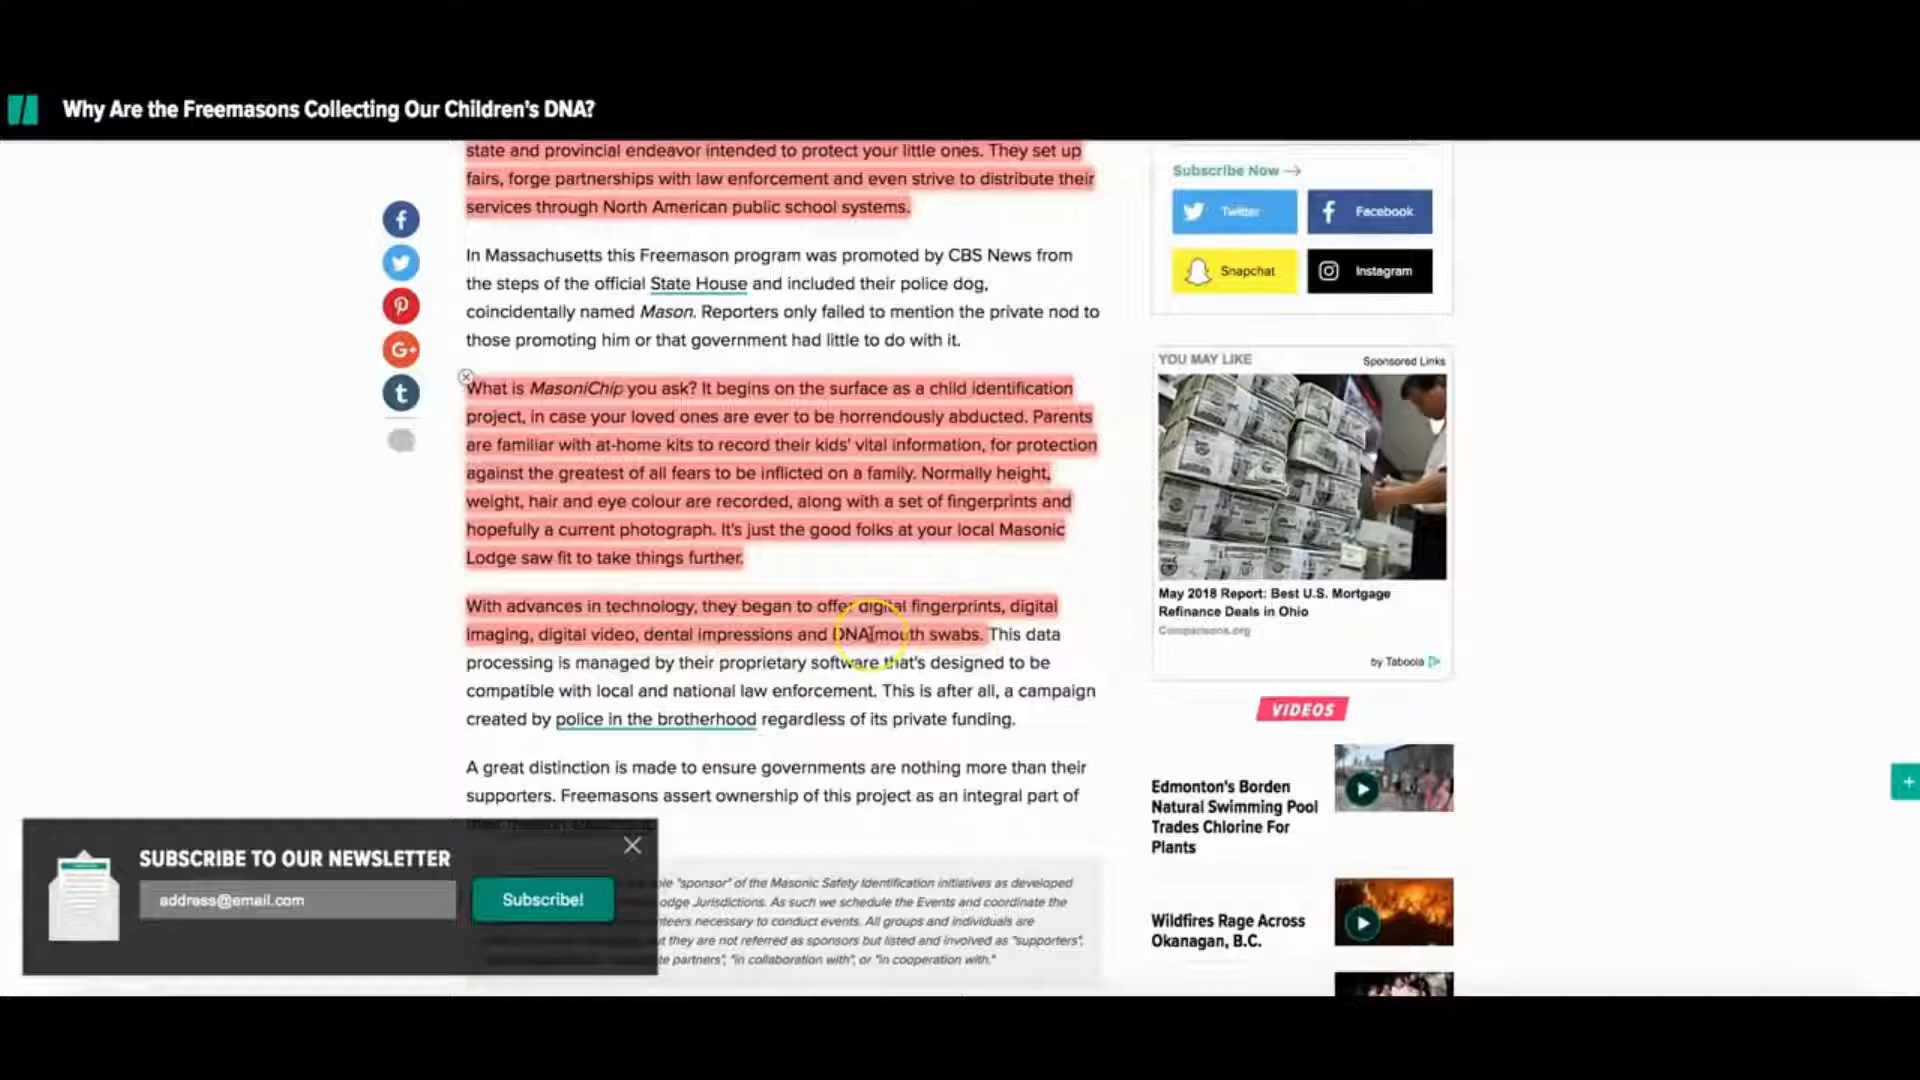 Why Are the Freemasons Collecting Our Children's DNA?
state and provincial endeavor intended to protect your little ones. They set up
fairs, forge partnerships with law enforcement and even strive to distribute their
services through North American public school systems.
In Massachusetts this Freemason program was promoted by CBS News from
the steps of the official State House and included their police dog,
coincidentally named Mason. Reporters only failed to mention the private nod to
those promoting him or that government had little to do with it.
What is MasoniChip you ask? It begins on the surface as a child identification
project, in case your loved ones are ever to be horrendously abducted. Parents
are familiar with at-home kits to record their kids' vital information, for protection
against the greatest of all fears to be inflicted on a family. Normally height,
weight, hair and eye colour are recorded, along with a set of fingerprints and
hopefully a current photograph. It's just the good folks at your local Masonic
Lodge saw fit to take things further.
With advances in technology, they began to offer digital fingerprints, digital
imaging, digital video, dental impressions and DNA mouth swabs. This data
processing is managed by their proprietary software that's designed to be
compatible with local and national law enforcement. This is after all, a campaign
created by police in the brotherhood regardless of its private funding.
A great distinction is made to ensure governments are nothing more than their
supporters. Freemasons assert ownership of this project as an integral part of
"sponsor" of the Masonic Safety Identification initiatives as developed
Jurisdictions. As such we schedule the Events and coordinate the
necessary to conduct events. All groups and individuals are
they are not referred as sponsors but listed and involved as "supporters",
partners", "in collaboration with", or "in cooperation with."
SUBSCRIBE TO OUR NEWSLETTER
address@email.com
Subscribe!
Subscribe Now
Twitter
Facebook
Snapchat
Instagram
YOU MAY LIKE
Sponsored Links
May 2018 Report: Best U.S. Mortgage
Refinance Deals in Ohio
Comparisons.org
by Taboola
VIDEOS
Edmonton's Borden
Natural Swimming Pool
Trades Chlorine For
Plants
Wildfires Rage Across
Okanagan, B.C.